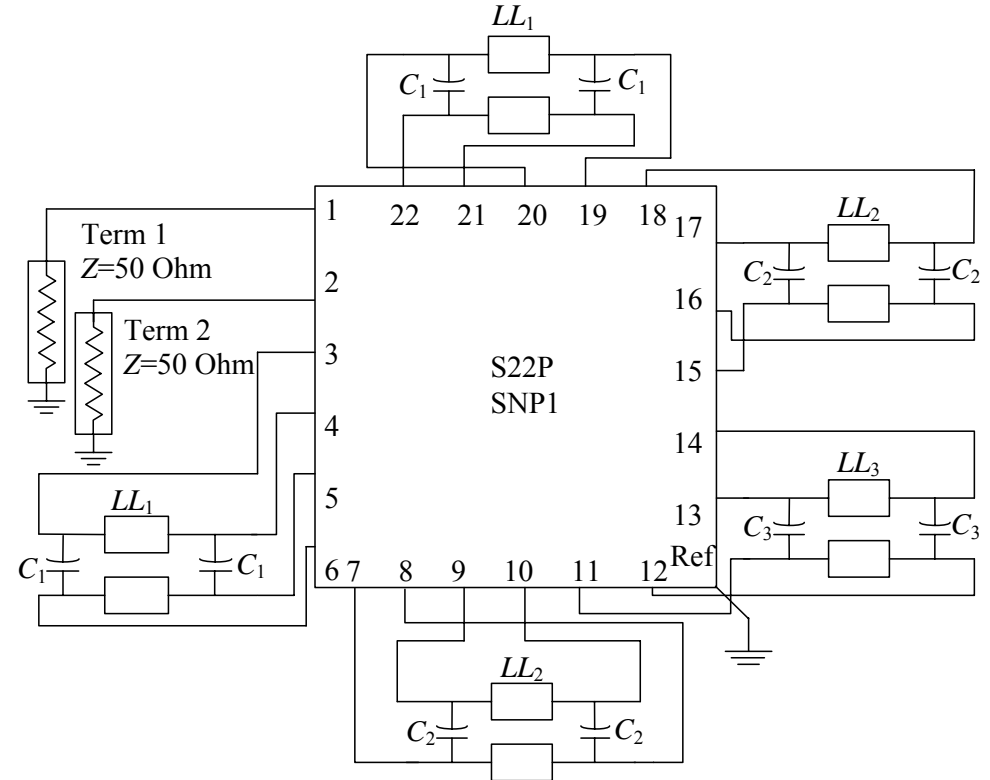 LL₁
C₁ C₁
1 22 21 20 19 18 17
Term 1
Z=50 Ohm
LL₂
2
C₂ C₂
16
Term 2
Z=50 Ohm
3
S22P
SNP1
15
4
14
LL₃
5
LL₁
13
C₃ C₃
C₁ C₁
Ref
6 7 8 9 10 11 12
LL₂
C₂ C₂